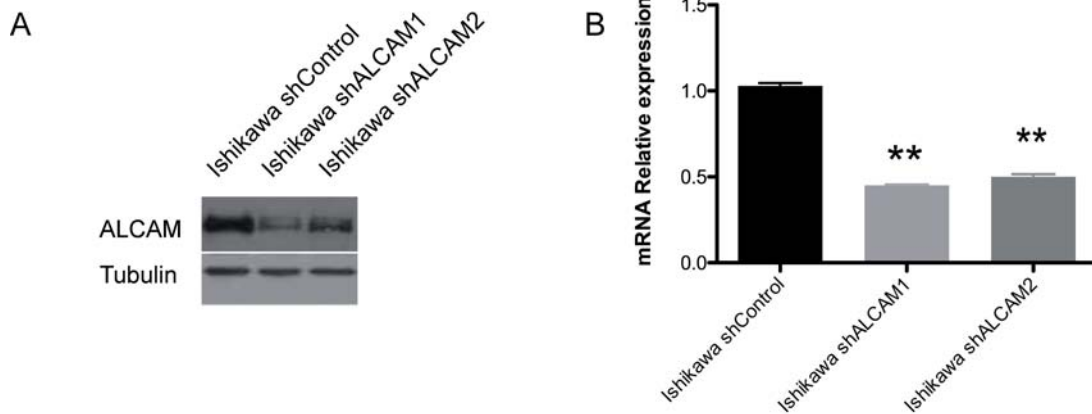 A
Ishikawa shControl
Ishikawa shALCAM1
Ishikawa shALCAM2
ALCAM
Tubulin
B
mRNA Relative expression
1.5
1.0
0.5
0.0
**
**
Ishikawa shControl
Ishikawa shALCAM1
Ishikawa shALCAM2